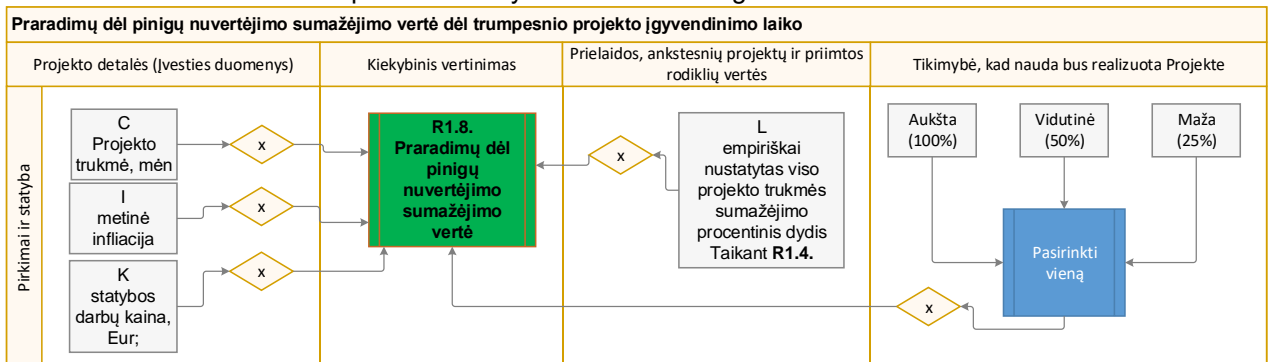 Praradimų dėl pinigų nuvertėjimo sumažėjimo vertė dėl trumpesnio projekto įgyvendinimo laiko
Projekto detalės (Įvesties duomenys)
Kiekybinis vertinimas
Prielaidos, ankstesnių projektų ir priimtos
rodiklių vertės
Tikimybė, kad nauda bus realizuota Projekte
Pirkimai ir statyba
C
Projekto
trukmė, mėn
x
I
metinė
infliacija
x
K
statybos
darbų kaina,
Eur;
x
R1.8.
Praradimų dėl
pinigų
nuvertėjimo
sumažėjimo
vertė
x
L
empiriškai
nustatytas viso
projekto trukmės
sumažėjimo
procentinis dydis
Taikant R1.4.
Aukšta
(100%)
Vidutinė
(50%)
Maža
(25%)
Pasirinkti
vieną
x